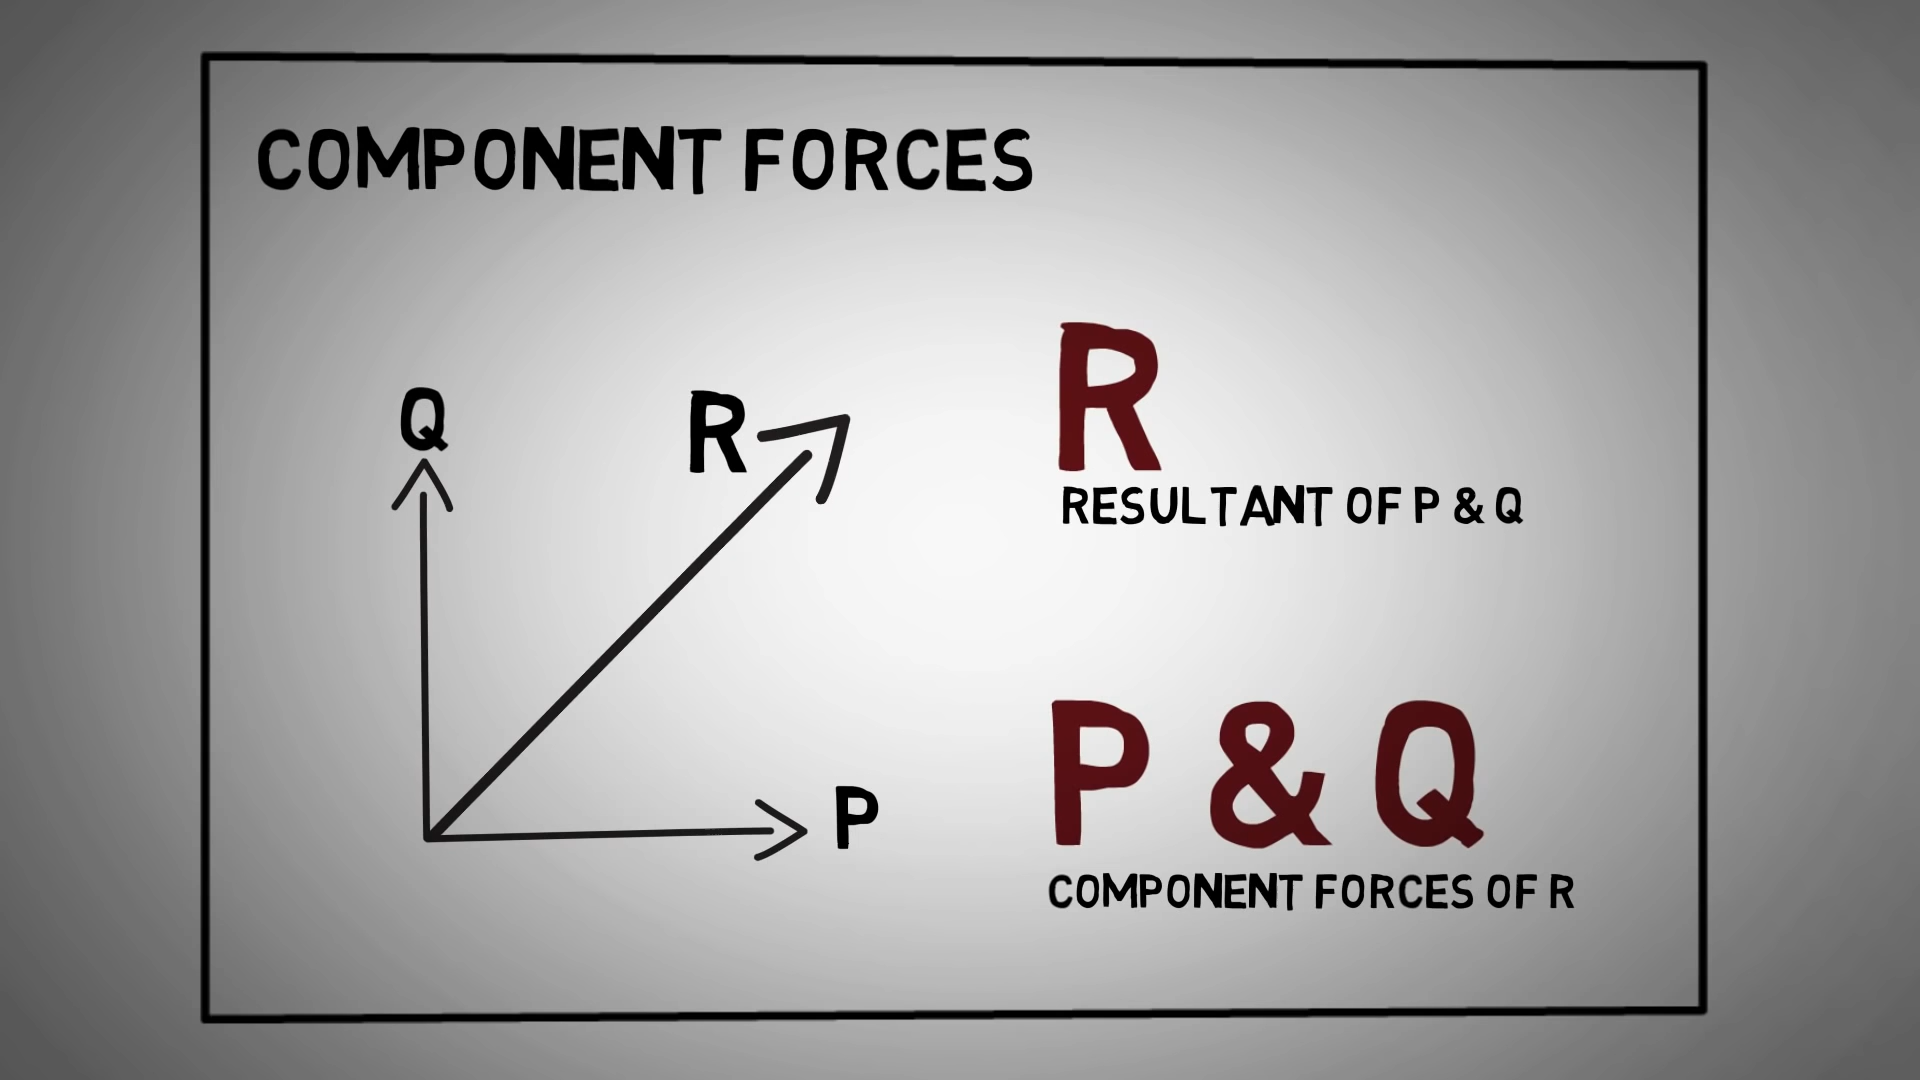 COMPONENT FORCES
Q
R
P
R
RESULTANT OF P & Q
P & Q
COMPONENT FORCES OF R